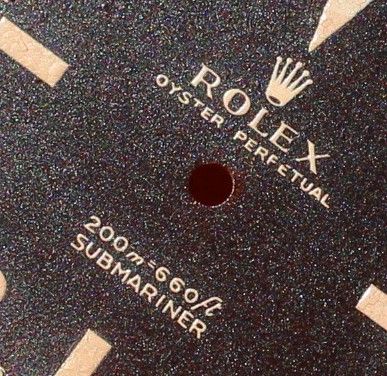 ROLEX
OYSTER PERPETUAL
200m=660ft
SUBMARINER